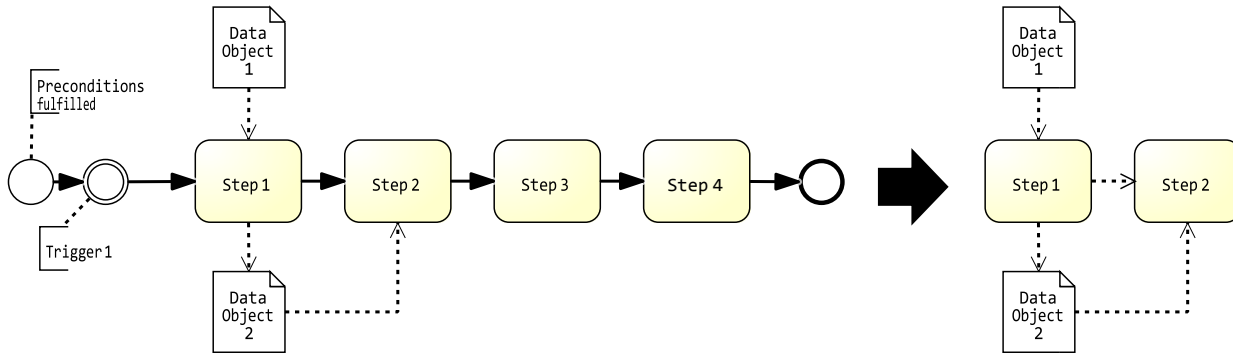 Data
Object
1
Preconditions
fulfilled
Step 1
Step 2
Step 3
Step 4
Trigger 1
Data
Object
2
Data
Object
1
Step 1
Step 2
Data
Object
2